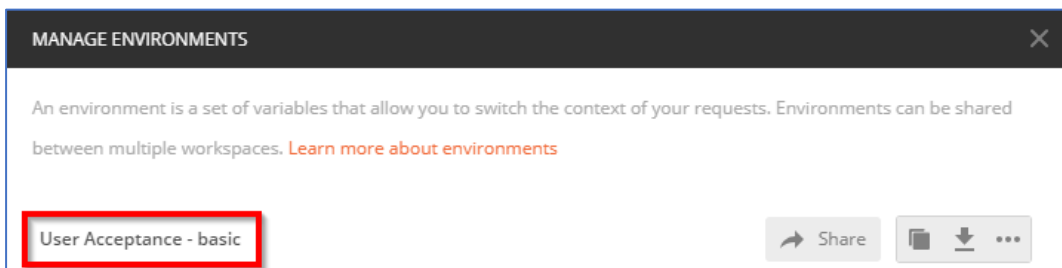 MANAGE ENVIRONMENTS
An environment is a set of variables that allow you to switch the context of your requests. Environments can be shared
between multiple workspaces. Learn more about environments
User Acceptance - basic Share